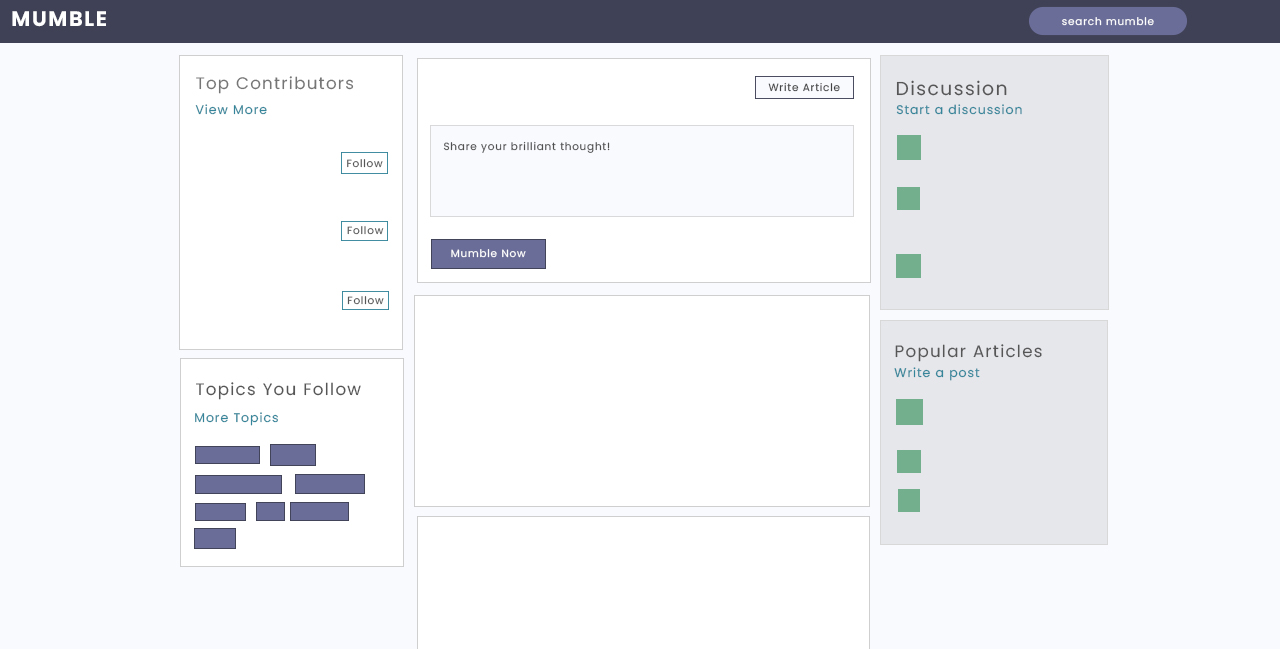 MUMBLE
search mumble
Top Contributors
View More
Follow
Follow
Follow
Topics You Follow
More Topics
Write Article
Share your brilliant thought!
Mumble Now
Discussion
Start a discussion
Popular Articles
Write a post